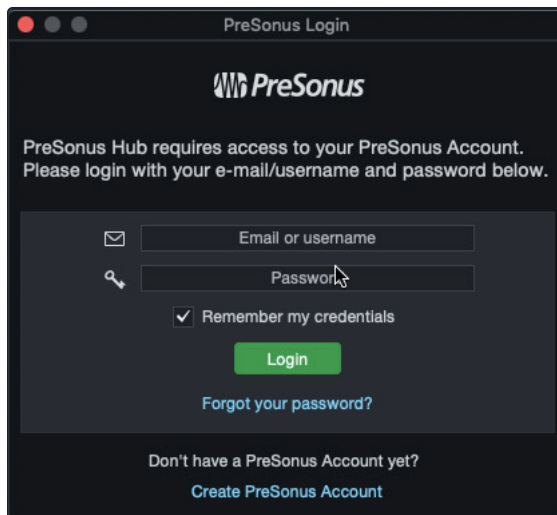 PreSonus Login
PreSonus
PreSonus Hub requires access to your PreSonus Account.
Please login with your e-mail/username and password below.
Email or username
Password
Remember my credentials
Login
Forgot your password?
Don't have a PreSonus Account yet?
Create PreSonus Account